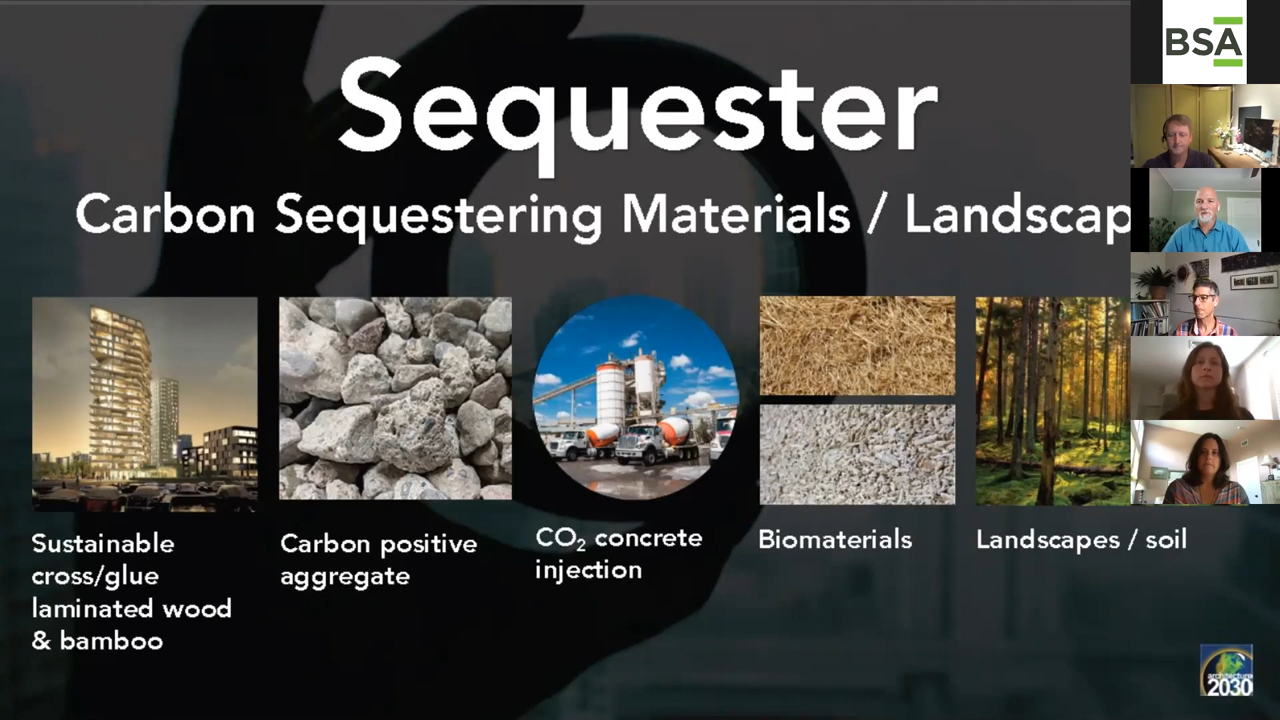 Sequester
Carbon Sequestering Materials / Landscap
BSA
Sustainable
cross/glue
laminated wood
& bamboo
Carbon positive
aggregate
CO₂ concrete
injection
Biomaterials
Landscapes / soil
architecture
2030